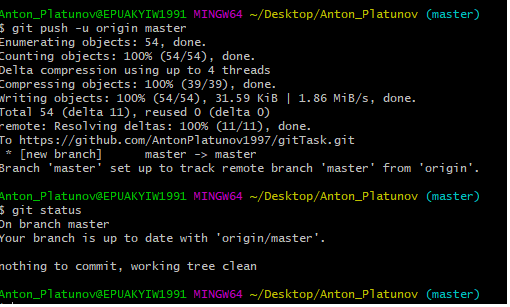 Anton_Platunov@EPUAKYIW1991 MINGW64 ~/Desktop/Anton_Platunov (master)
$ git push -u origin master
Enumerating objects: 54, done.
Counting objects: 100% (54/54), done.
Delta compression using up to 4 threads
Compressing objects: 100% (39/39), done.
Writing objects: 100% (54/54), 31.59 KiB | 1.86 MiB/s, done.
Total 54 (delta 11), reused 0 (delta 0)
remote: Resolving deltas: 100% (11/11), done.
To https://github.com/AntonPlatunov1997/gitTask.git
 * [new branch]      master -> master
Branch 'master' set up to track remote branch 'master' from 'origin'.
Anton_Platunov@EPUAKYIW1991 MINGW64 ~/Desktop/Anton_Platunov (master)
$ git status
On branch master
Your branch is up to date with 'origin/master'.
nothing to commit, working tree clean
Anton_Platunov@EPUAKYIW1991 MINGW64 ~/Desktop/Anton_Platunov (master)